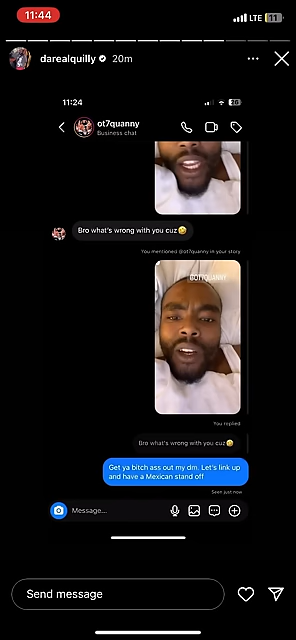 11:44
LTE 11
darealquilly 20m
11:24
ot7quanny
Business chat
Bro what's wrong with you cuz🤣
You mentioned @ot7quanny in your story
@OT7QUANNY
You replied
Bro what's wrong with you cuz🤣
Get ya bitch ass out my dm. Let's link up
and have a Mexican stand off
Seen just now
Message...
Send message